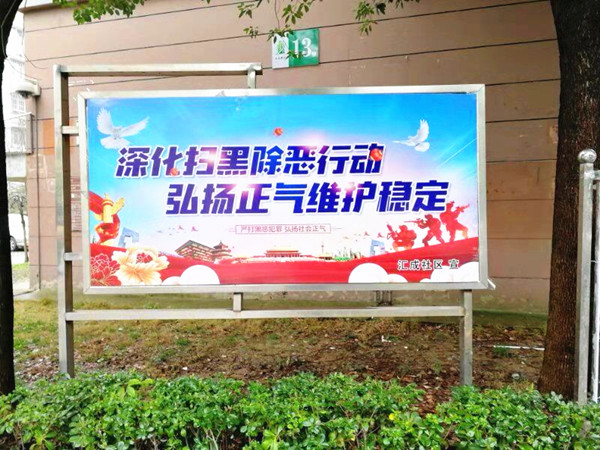 13
深化扫黑除恶行动
弘扬正气维护稳定
严打黑恶犯罪 弘扬社会正气
汇成社区 宣